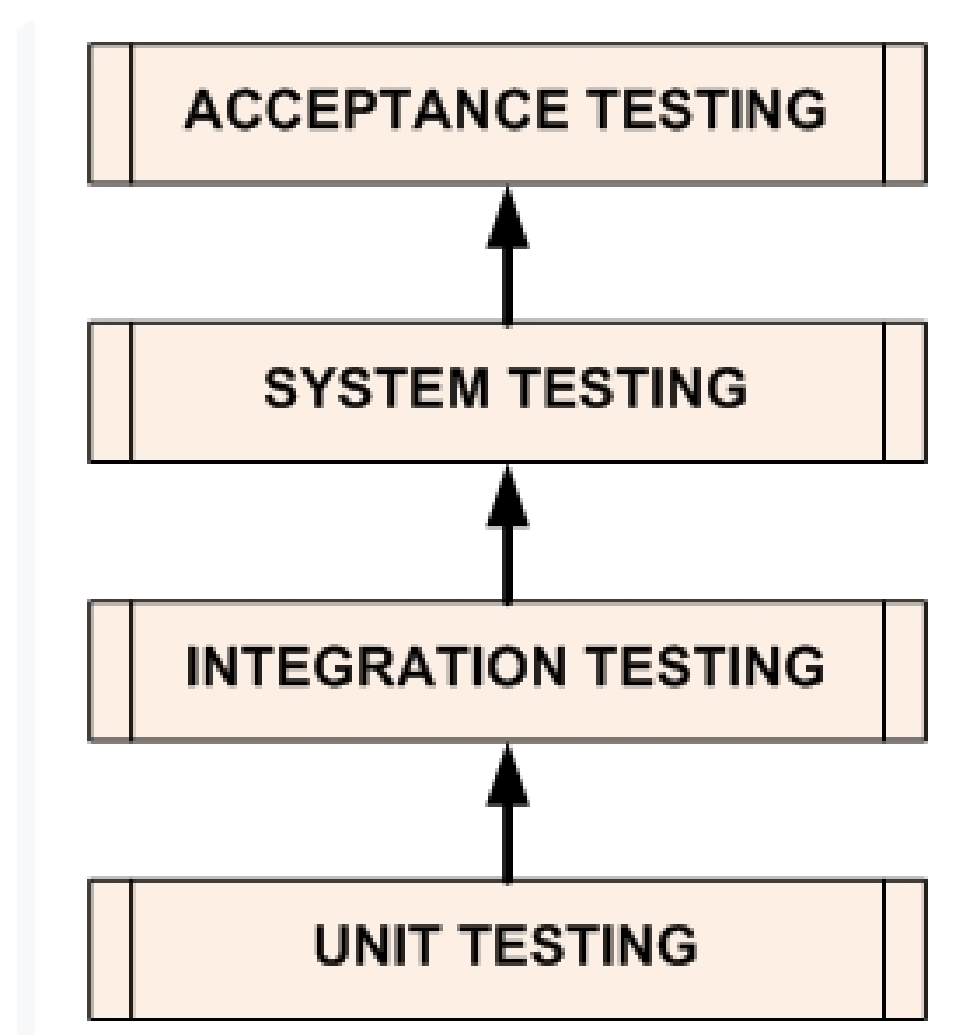 ACCEPTANCE TESTING
SYSTEM TESTING
INTEGRATION TESTING
UNIT TESTING